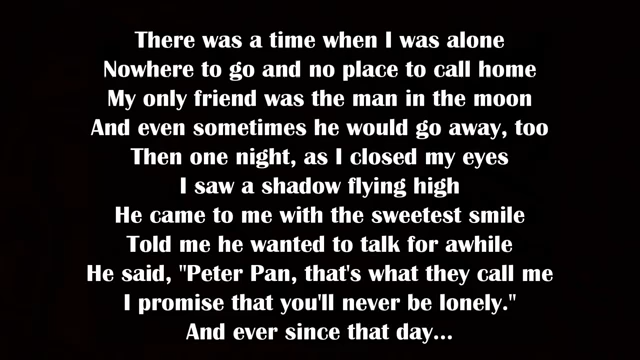 There was a time when I was alone
Nowhere to go and no place to call home
My only friend was the man in the moon
And even sometimes he would go away, too
Then one night, as I closed my eyes
I saw a shadow flying high
He came to me with the sweetest smile
Told me he wanted to talk for awhile
He said, "Peter Pan, that's what they call me
I promise that you'll never be lonely."
And ever since that day...